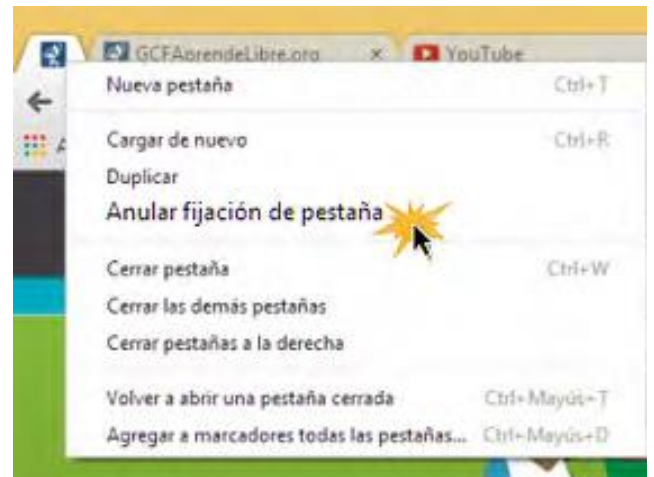 GCFAprendeLibre.org × YouTube
Nueva pestaña Ctrl+T
Cargar de nuevo Ctrl+R
Duplicar
Anular fijación de pestaña
Cerrar pestaña Ctrl+W
Cerrar las demás pestañas
Cerrar pestañas a la derecha
Volver a abrir una pestaña cerrada Ctrl+Mayús+T
Agregar a marcadores todas las pestañas... Ctrl+Mayús+D